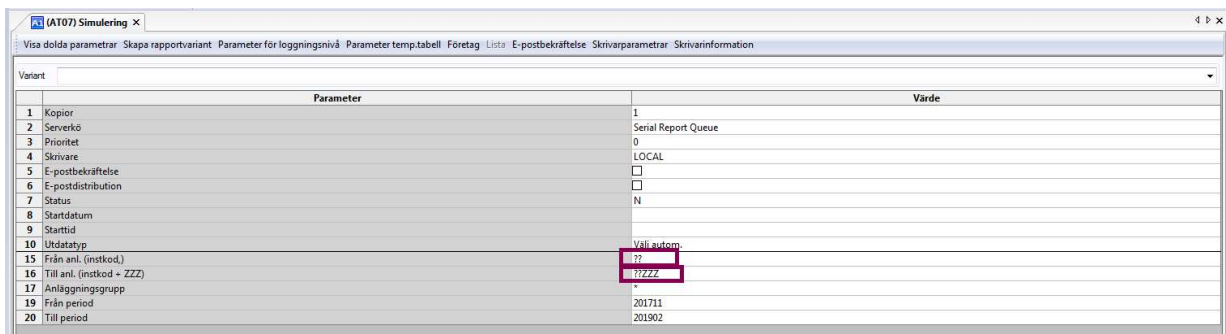 (AT07) Simulering ×
Visa dolda parametrar Skapa rapportvariant Parameter för loggningsnivå Parameter temp.tabell Företag Lista E-postbekräftelse Skrivarparametrar Skrivarinformation
Variant
Parameter Värde
1 Kopior 1
2 Serverkö Serial Report Queue
3 Prioritet 0
4 Skrivare LOCAL
5 E-postbekräftelse
6 E-postdistribution
7 Status N
8 Startdatum
9 Starttid
10 Utdatatyp Välj autom.
15 Från anl. (instkod,) ??
16 Till anl. (instkod + ZZZ) ??ZZZ
17 Anläggningsgrupp *
19 Från period 201711
20 Till period 201902